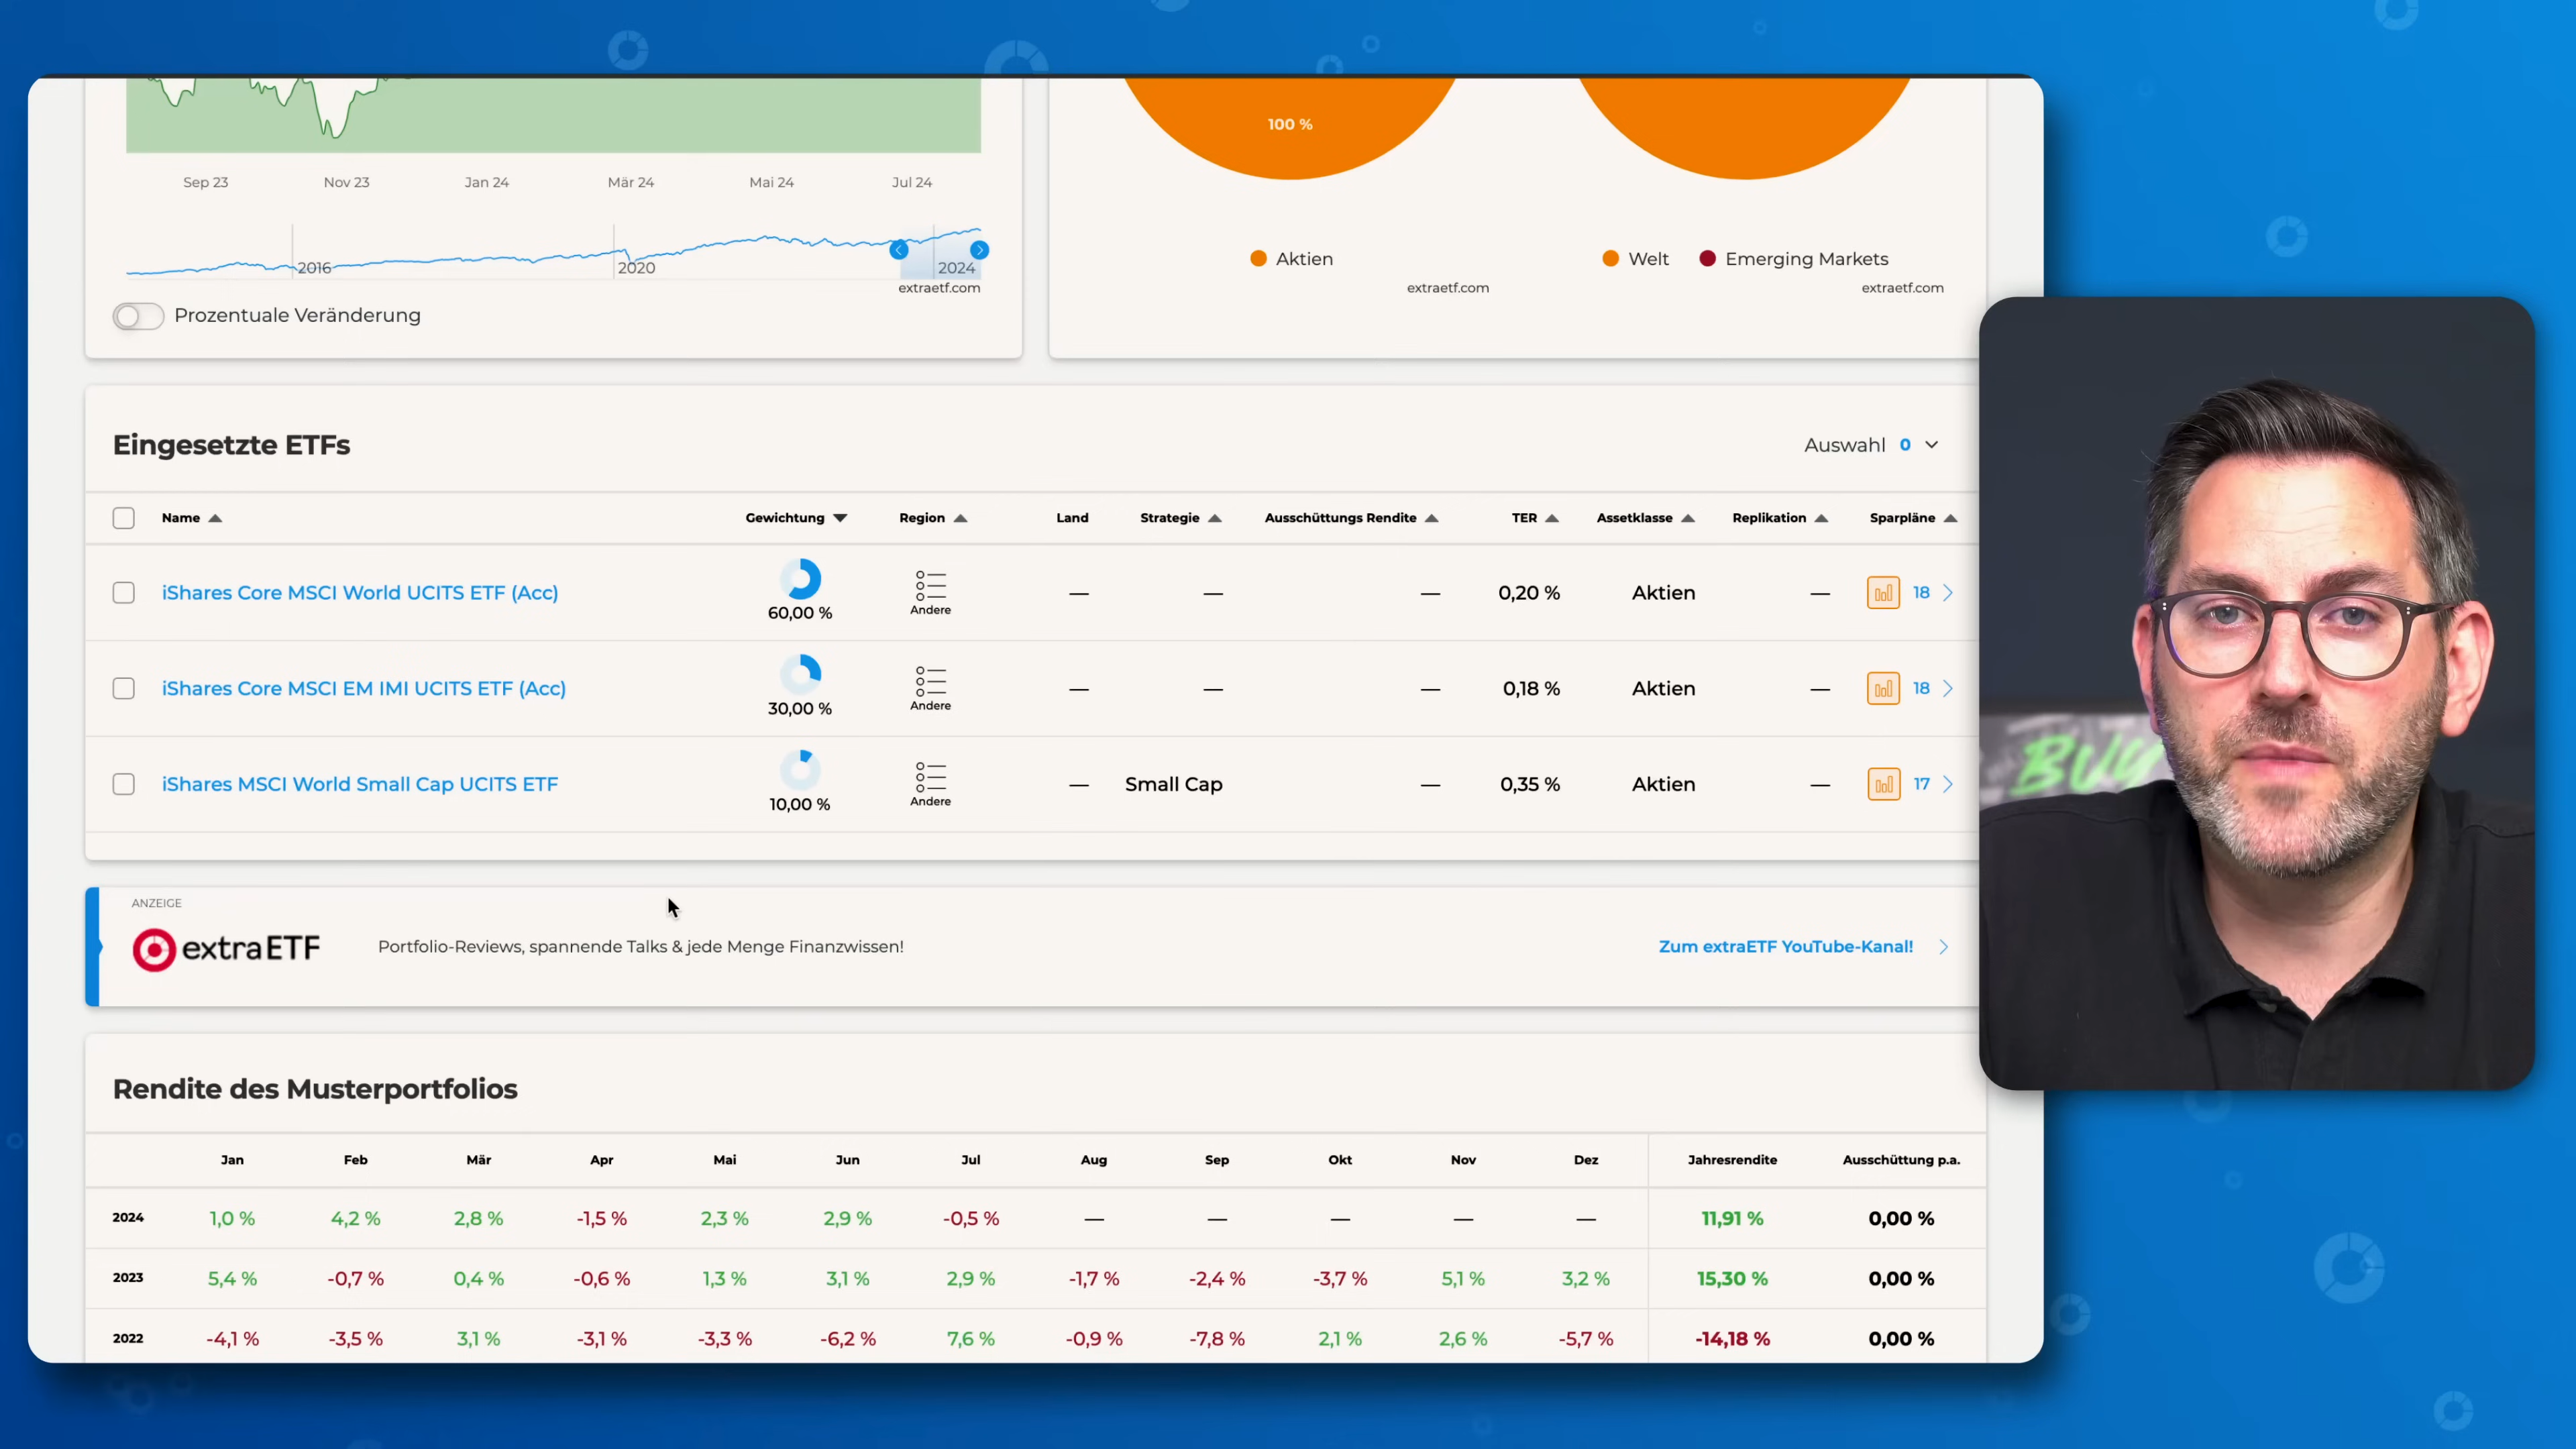 100 %
Sep 23 Nov 23 Jan 24 Mär 24 Mai 24 Jul 24
2016 2020 2024
Aktien Welt Emerging Markets
extraetf.com extraetf.com extraetf.com
Prozentuale Veränderung
Eingesetzte ETFs Auswahl 0
Name Gewichtung Region Land Strategie Ausschüttungs Rendite TER Assetklasse Replikation Sparpläne
iShares Core MSCI World UCITS ETF (Acc) 60,00 % Andere — — — 0,20 % Aktien — 18
iShares Core MSCI EM IMI UCITS ETF (Acc) 30,00 % Andere — — — 0,18 % Aktien — 18
iShares MSCI World Small Cap UCITS ETF 10,00 % Andere — Small Cap — 0,35 % Aktien — 17
ANZEIGE
extraETF Portfolio-Reviews, spannende Talks & jede Menge Finanzwissen! Zum extraETF YouTube-Kanal!
Rendite des Musterportfolios
Jan Feb Mär Apr Mai Jun Jul Aug Sep Okt Nov Dez Jahresrendite Ausschüttung p.a.
2024 1,0 % 4,2 % 2,8 % -1,5 % 2,3 % 2,9 % -0,5 % — — — — — 11,91 % 0,00 %
2023 5,4 % -0,7 % 0,4 % -0,6 % 1,3 % 3,1 % 2,9 % -1,7 % -2,4 % -3,7 % 5,1 % 3,2 % 15,30 % 0,00 %
2022 -4,1 % -3,5 % 3,1 % -3,1 % -3,3 % -6,2 % 7,6 % -0,9 % -7,8 % 2,1 % 2,6 % -5,7 % -14,18 % 0,00 %